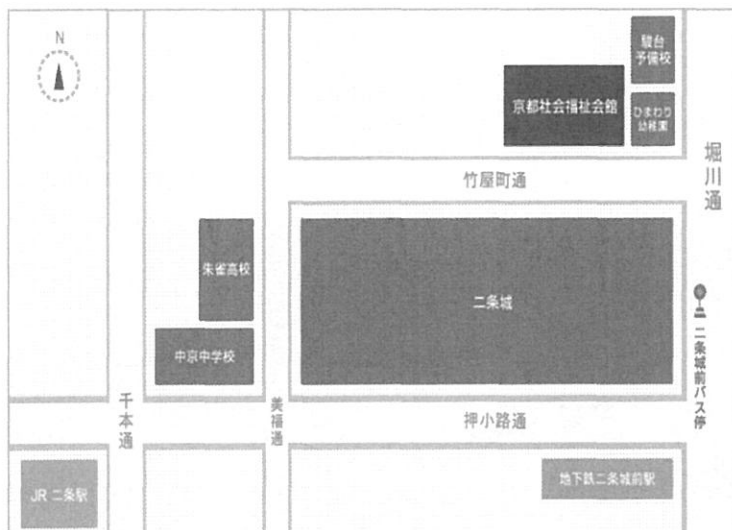 N
駿台
予備校
京都社会福祉会館
ひまわり
幼稚園
堀川通
竹屋町通
朱雀高校
二条城
中京中学校
二条城前バス停
千本通
美福通
押小路通
JR 二条駅
地下鉄二条城前駅